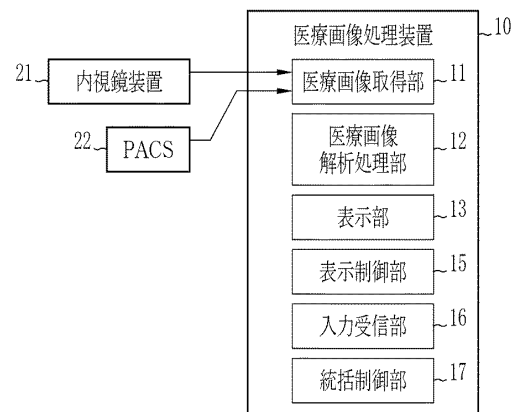 医療画像処理装置
10
21
内視鏡装置
医療画像取得部
11
22
PACS
医療画像
解析処理部
12
表示部
13
表示制御部
15
入力受信部
16
統括制御部
17